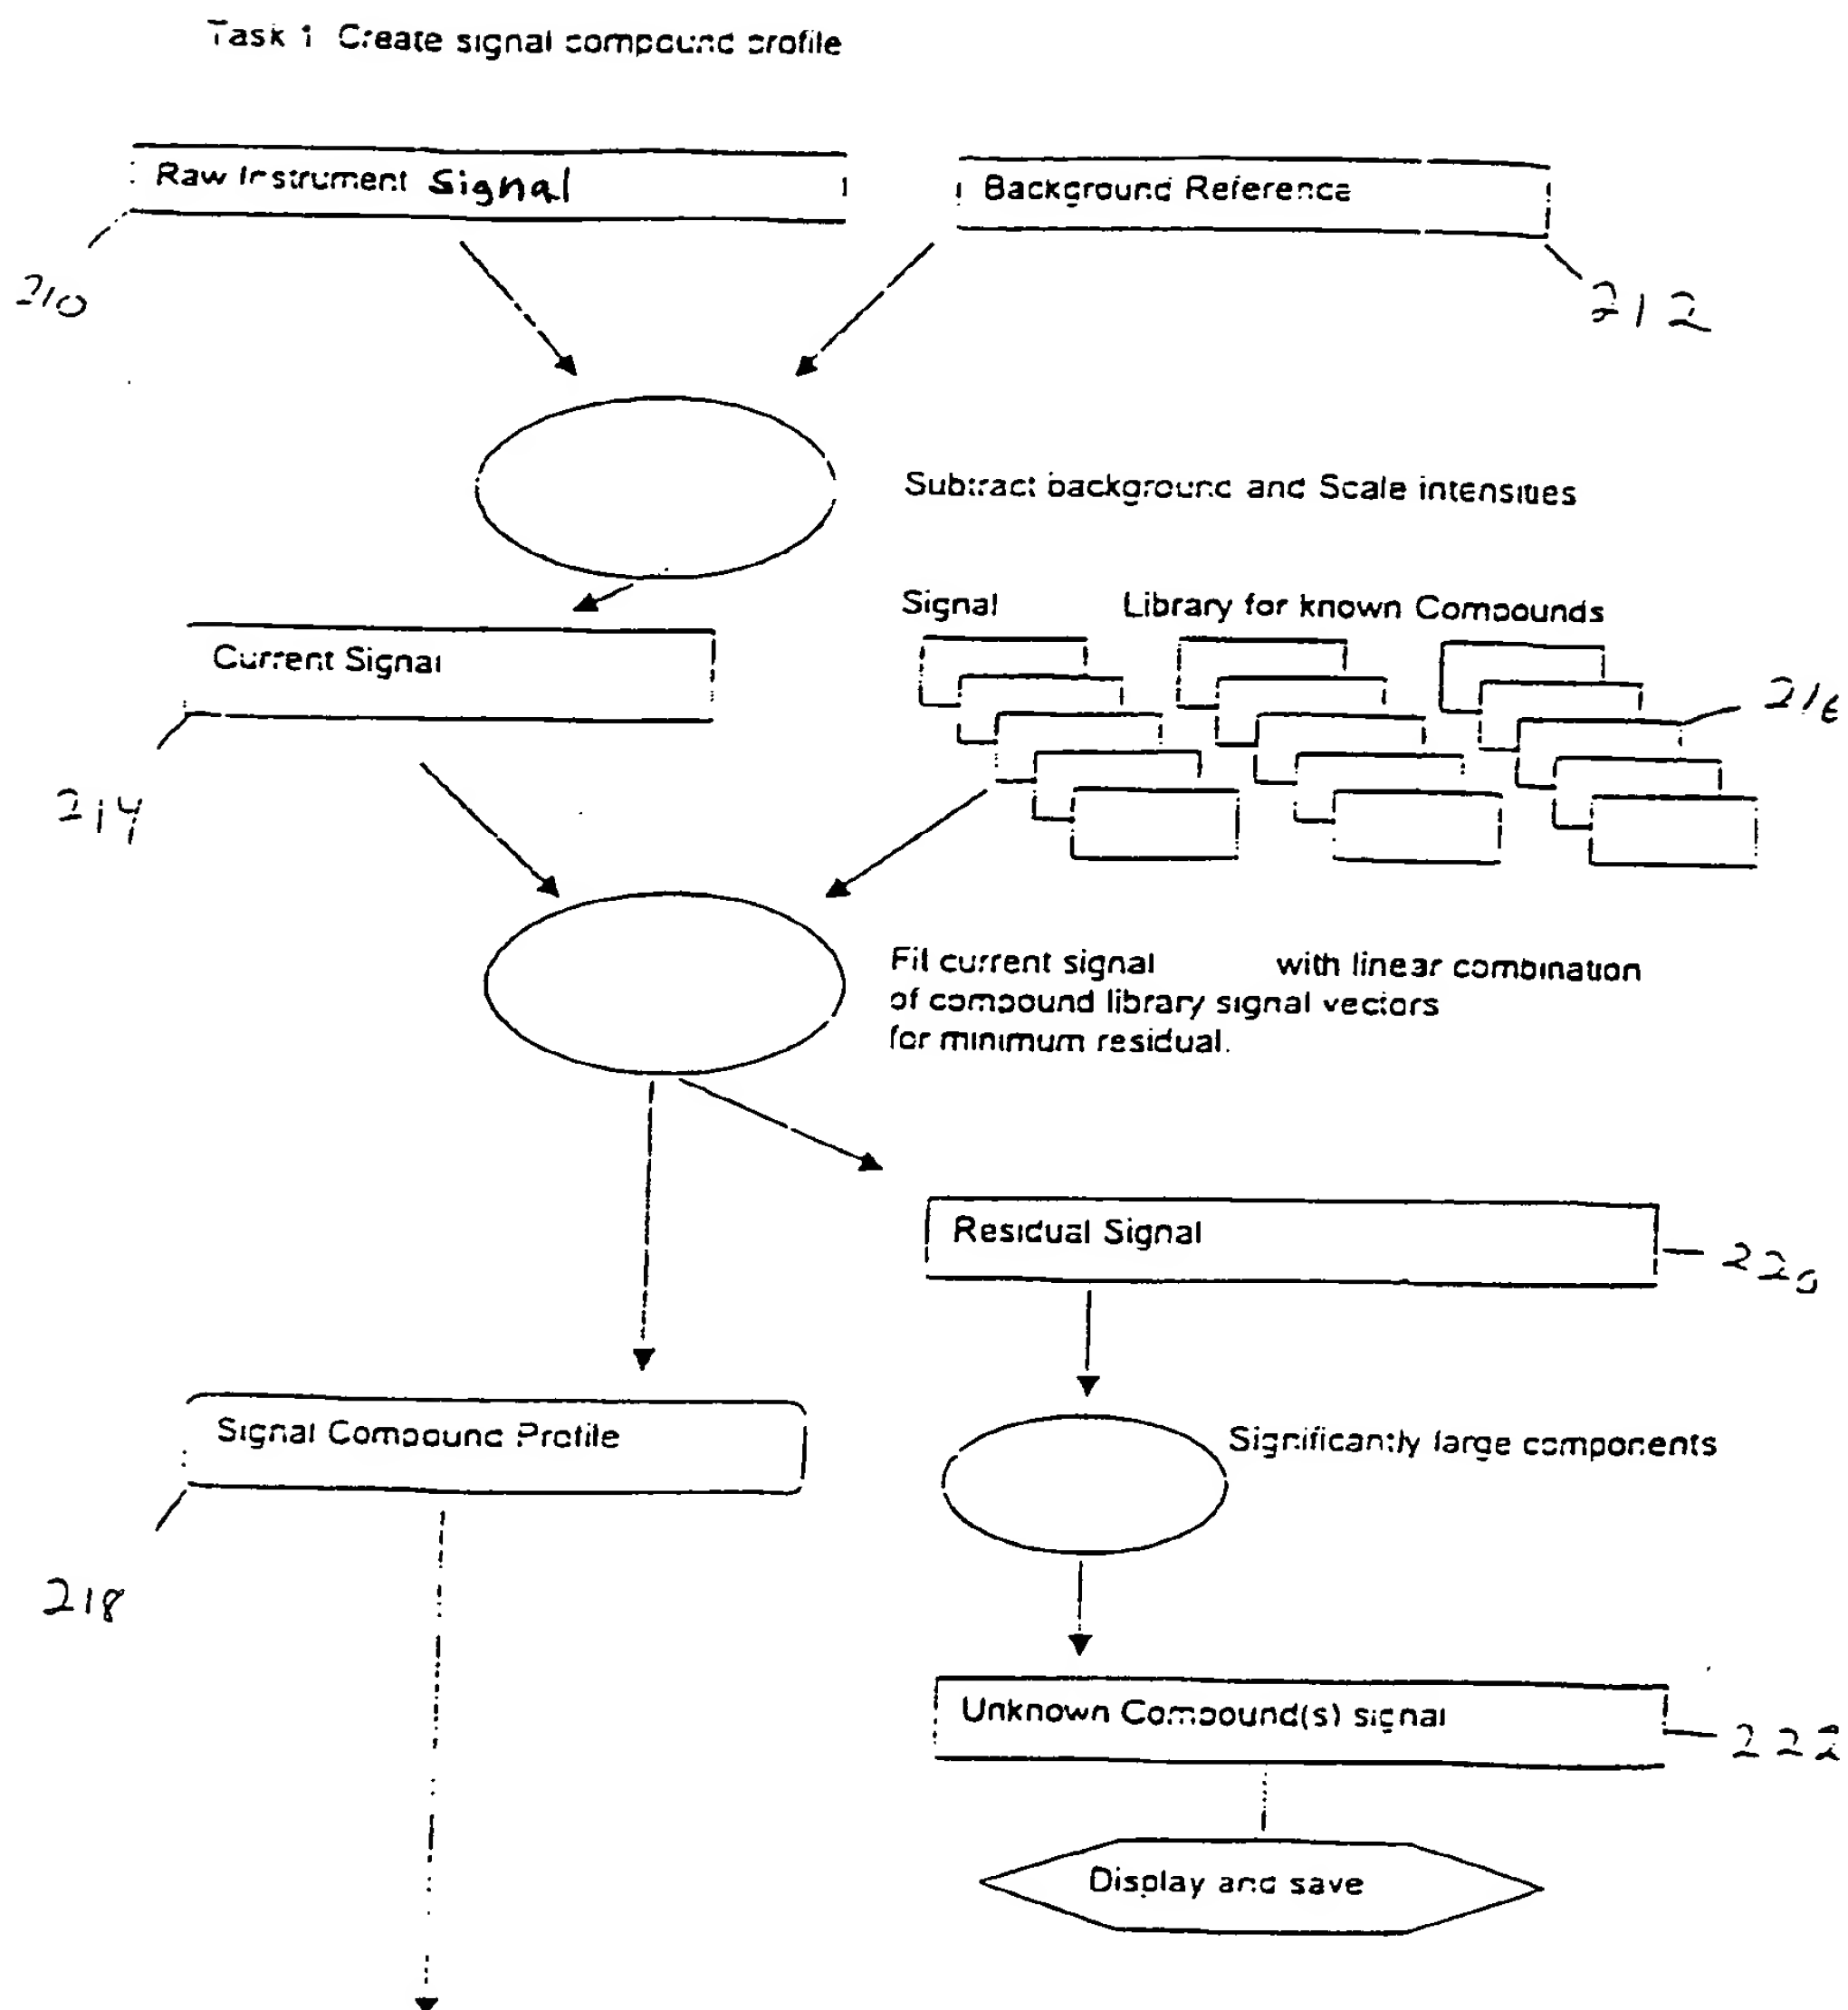 Task 1 Create signal compound profile
Raw Instrument Signal
Background Reference
210
212
Subtract background and Scale intensities
Signal Library for known Compounds
Current Signal
216
214
Fit current signal with linear combination
of compound library signal vectors
for minimum residual.
Residual Signal
220
Signal Compound Profile
Significantly large components
218
Unknown Compound(s) signal
222
Display and save